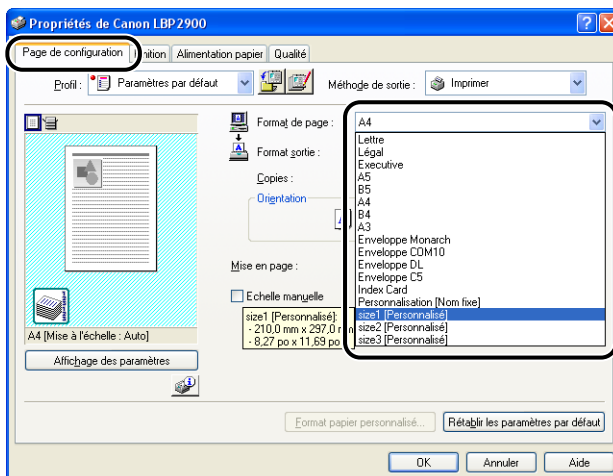 Propriétés de Canon LBP2900
Page de configuration
Finition
Alimentation papier
Qualité
Profil :
Paramètres par défaut
Méthode de sortie :
Imprimer
Format de page :
A4
Format sortie :
Copies :
Orientation
Mise en page :
Echelle manuelle
Lettre
Légal
Executive
A5
B5
A4
B4
A3
Enveloppe Monarch
Enveloppe COM10
Enveloppe DL
Enveloppe C5
Index Card
Personnalisation [Nom fixe]
size1 [Personnalisé]
size2 [Personnalisé]
size3 [Personnalisé]
size1 [Personnalisé]:
- 210,0 mm x 297,0
- 8,27 po x 11,69 po
A4 [Mise à l'échelle : Auto]
Affichage des paramètres
Format papier personnalisé...
Rétablir les paramètres par défaut
OK
Annuler
Aide